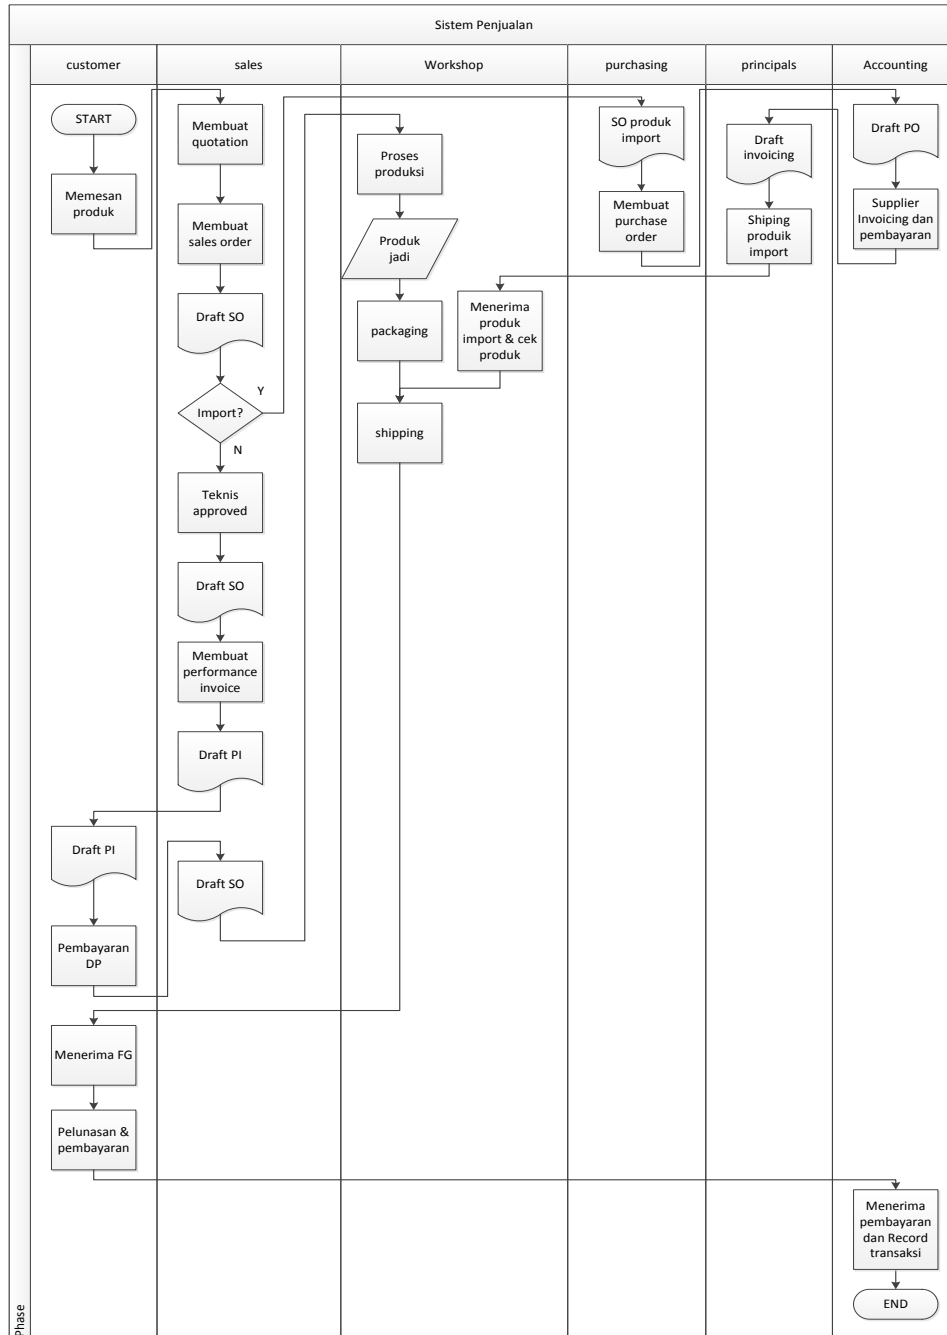 Sistem Penjualan
customer
sales
Workshop
purchasing
principals
Accounting
START
Memesan
produk
Membuat
quotation
Membuat
sales order
Draft SO
Import?
Y
N
Teknis
approved
Draft SO
Membuat
performance
invoice
Draft PI
Draft PI
Pembayaran
DP
Draft SO
Proses
produksi
Produk
jadi
packaging
Menerima
produk
import & cek
produk
shipping
SO produk
import
Membuat
purchase
order
Draft
invoicing
Shiping
produik
import
Draft PO
Supplier
Invoicing dan
pembayaran
Menerima FG
Pelunasan &
pembayaran
Menerima
pembayaran
dan Record
transaksi
END
Phase